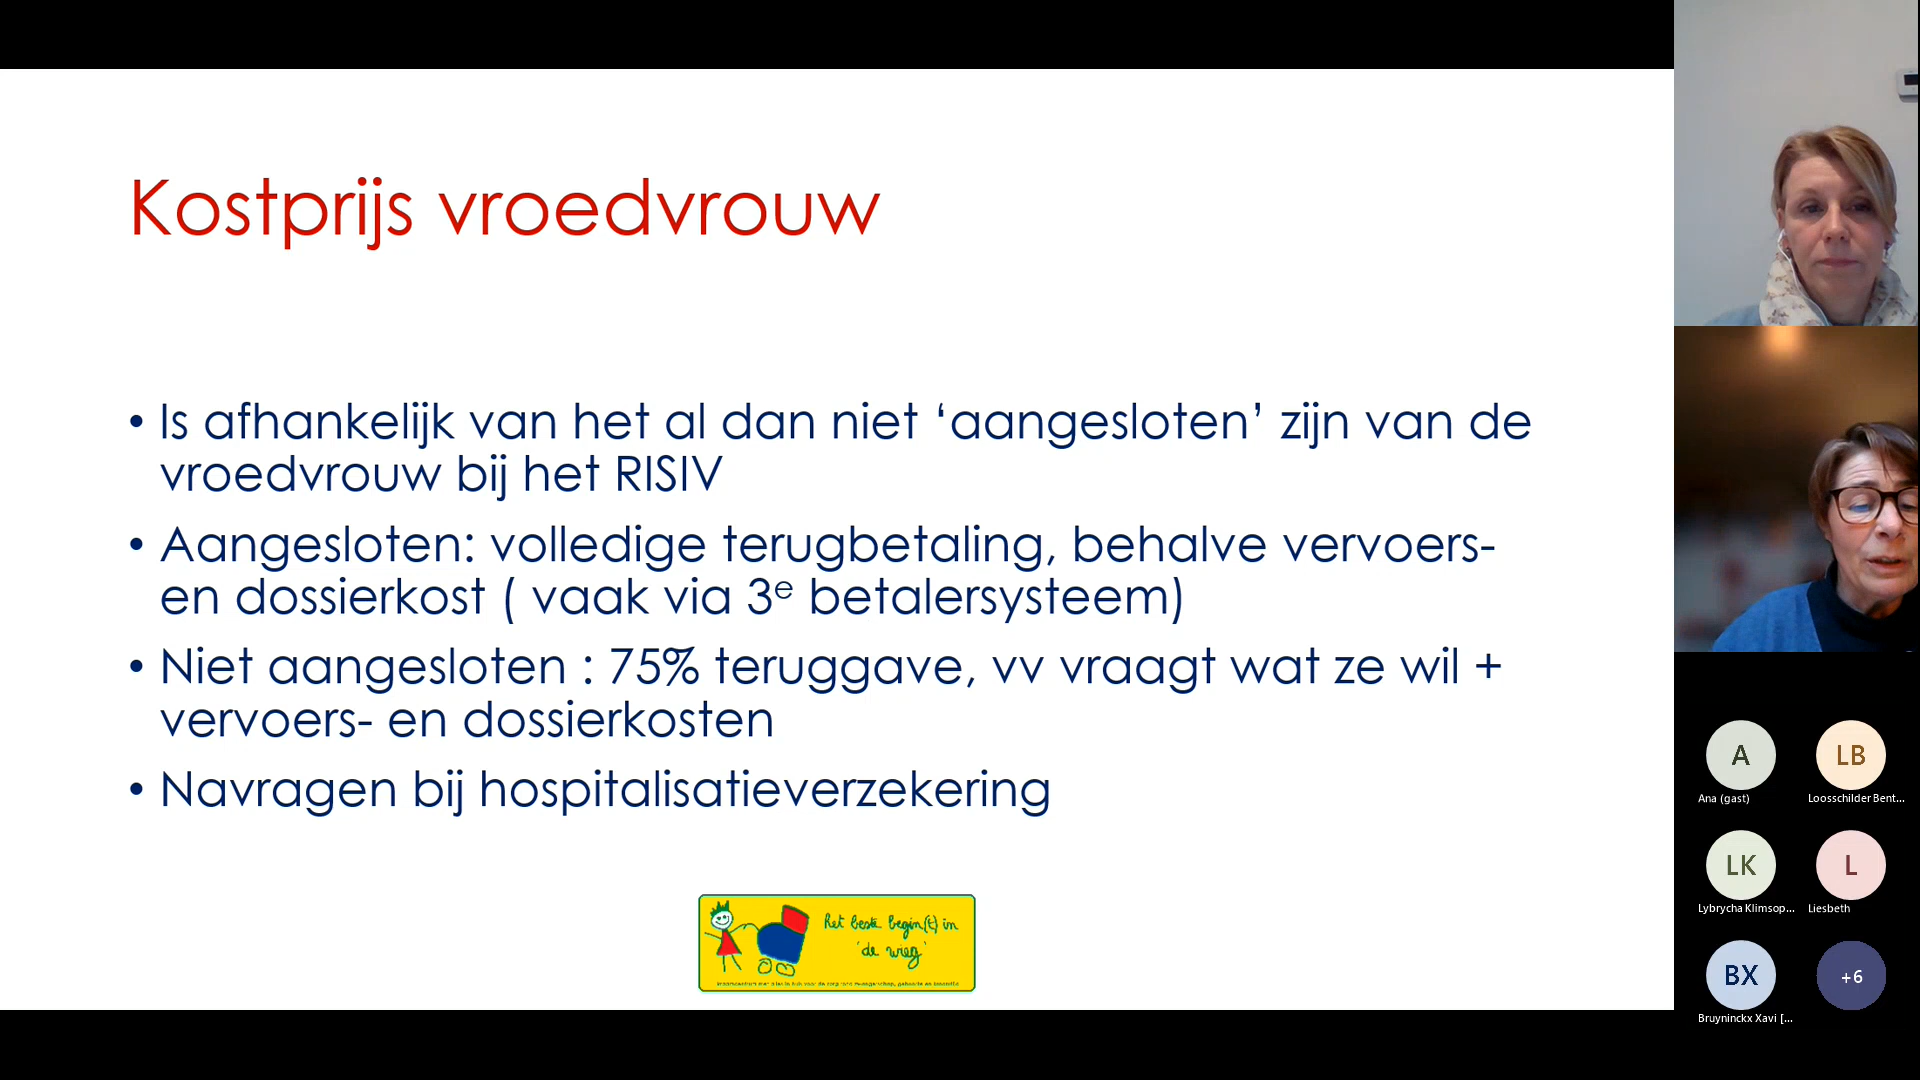 Kostprijs vroedvrouw
• Is afhankelijk van het al dan niet ‘aangesloten’ zijn van de
vroedvrouw bij het RISIV
• Aangesloten: volledige terugbetaling, behalve vervoers-
en dossierkost ( vaak via 3e betalersysteem)
• Niet aangesloten : 75% teruggave, vv vraagt wat ze wil +
vervoers- en dossierkosten
• Navragen bij hospitalisatieverzekering
Het beste begin(t) in
'de wieg'
A
Ana (gast)
LB
Loosschilder Bent...
LK
Lybrycha Klimsop...
L
Liesbeth
BX
Bruyninckx Xavi [...
+6